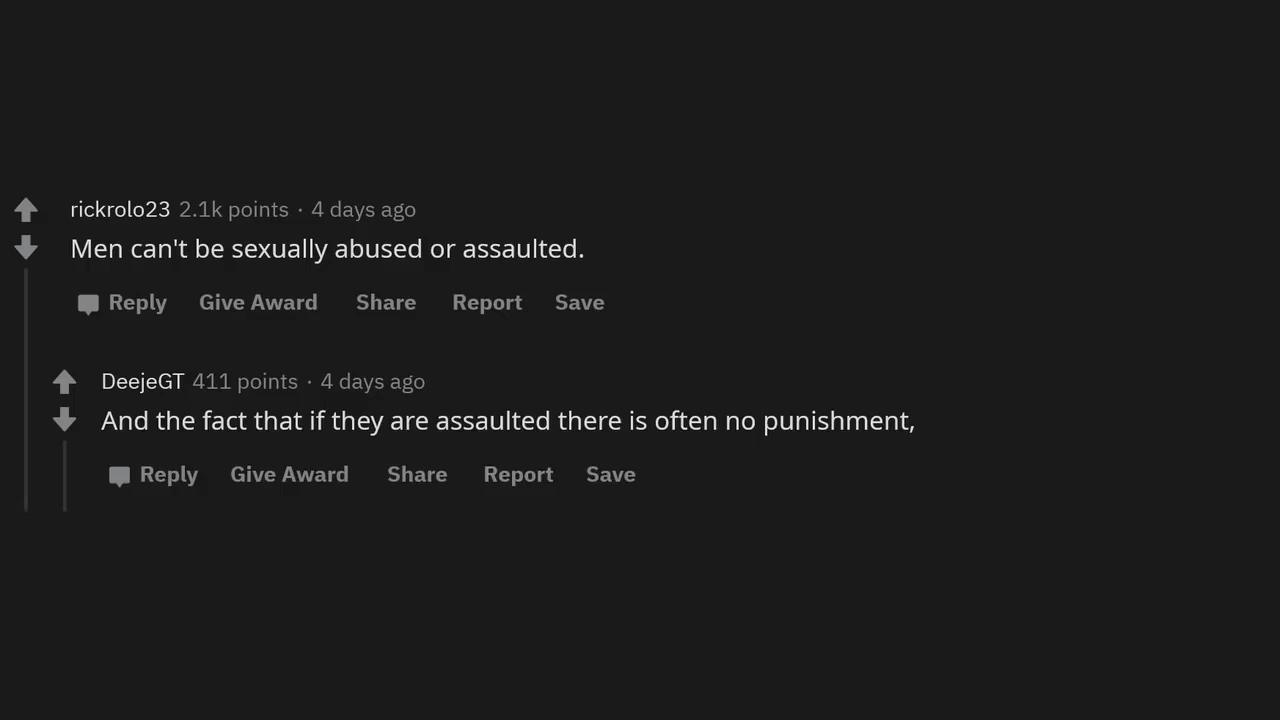 rickrolo23 2.1k points · 4 days ago
Men can't be sexually abused or assaulted.
Reply Give Award Share Report Save
DeejeGT 411 points · 4 days ago
And the fact that if they are assaulted there is often no punishment,
Reply Give Award Share Report Save